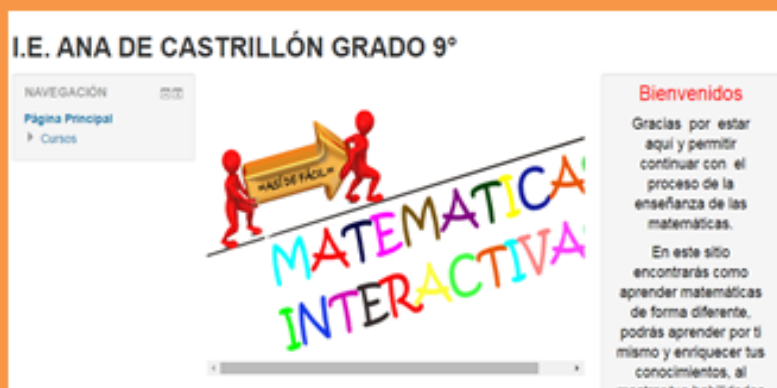 I.E. ANA DE CASTRILLÓN GRADO 9°
NAVEGACIÓN
Página Principal
Cursos
"ASÍ DE FÁCIL"
MATEMATICAS
INTERACTIVA
Bienvenidos
Gracias por estar
aquí y permitir
continuar con el
proceso de la
enseñanza de las
matemáticas.
En este sitio
encontrarás como
aprender matemáticas
de forma diferente,
podrás aprender por ti
mismo y enriquecer tus
conocimientos, al